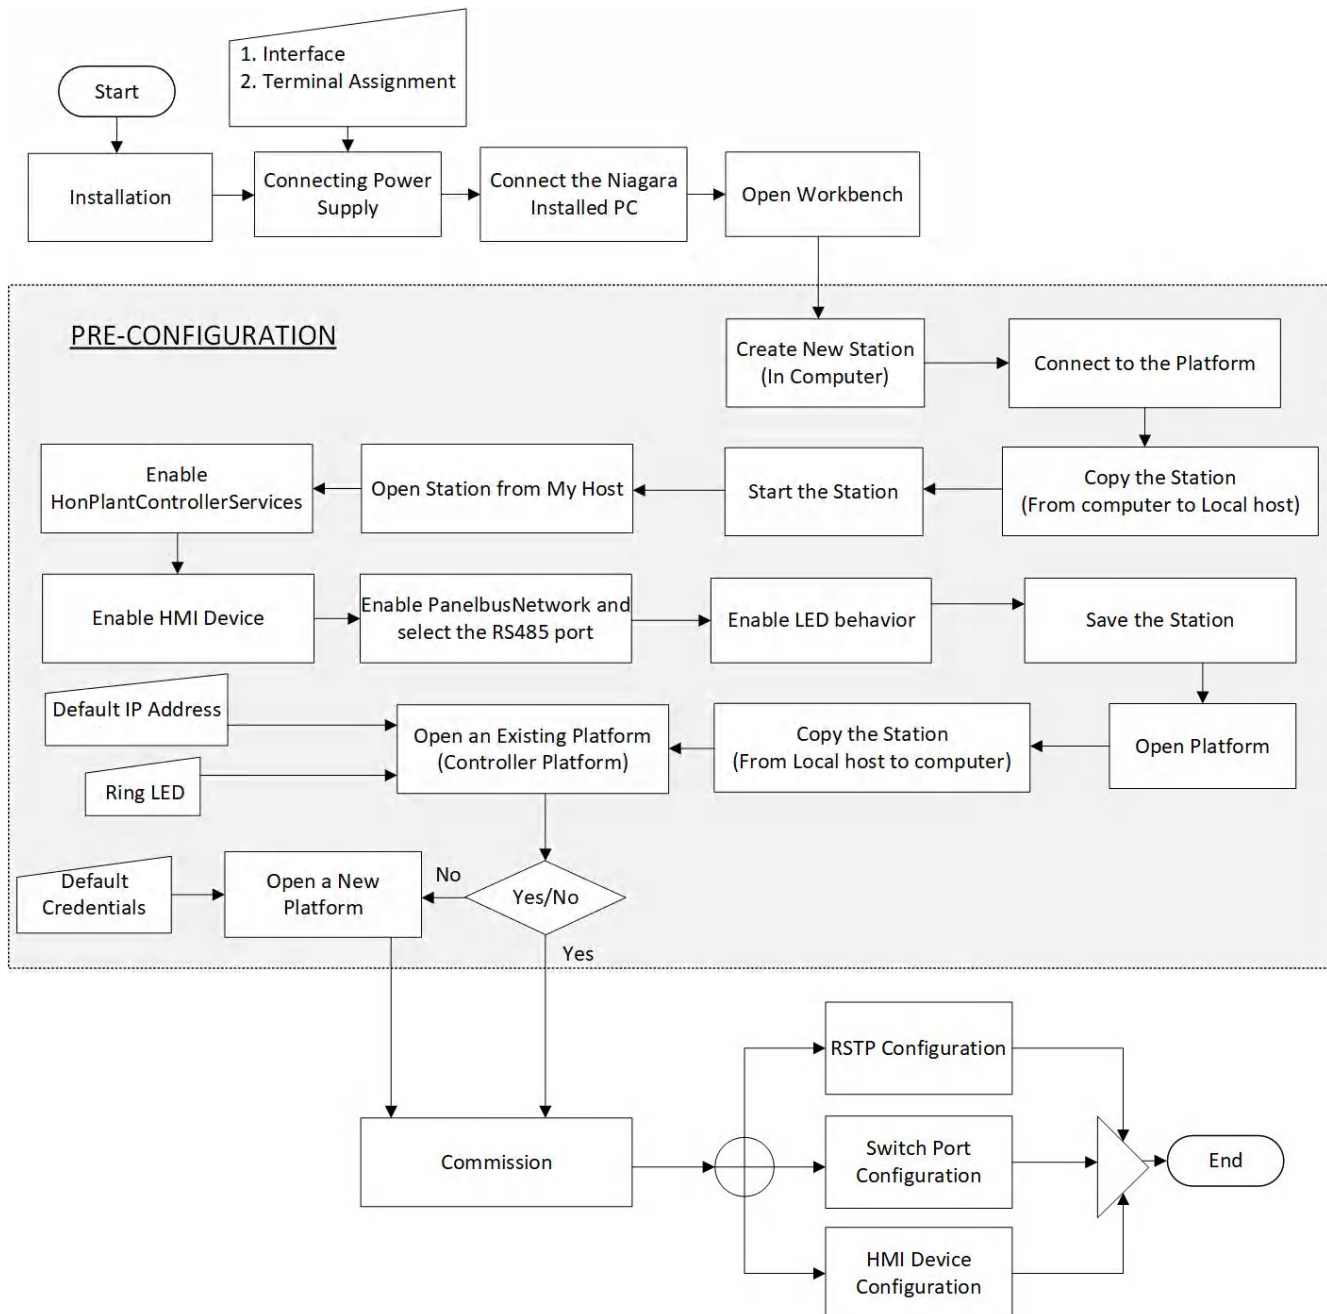 1. Interface
2. Terminal Assignment
Start
Installation
Connecting Power
Supply
Connect the Niagara
Installed PC
Open Workbench
PRE-CONFIGURATION
Create New Station
(In Computer)
Connect to the Platform
Copy the Station
(From computer to Local host)
Start the Station
Open Station from My Host
Enable
HonPlantControllerServices
Enable HMI Device
Enable PanelbusNetwork and
select the RS485 port
Enable LED behavior
Save the Station
Open Platform
Copy the Station
(From Local host to computer)
Open an Existing Platform
(Controller Platform)
Default IP Address
Ring LED
Yes/No
No
Yes
Open a New
Platform
Default
Credentials
Commission
RSTP Configuration
Switch Port
Configuration
HMI Device
Configuration
End